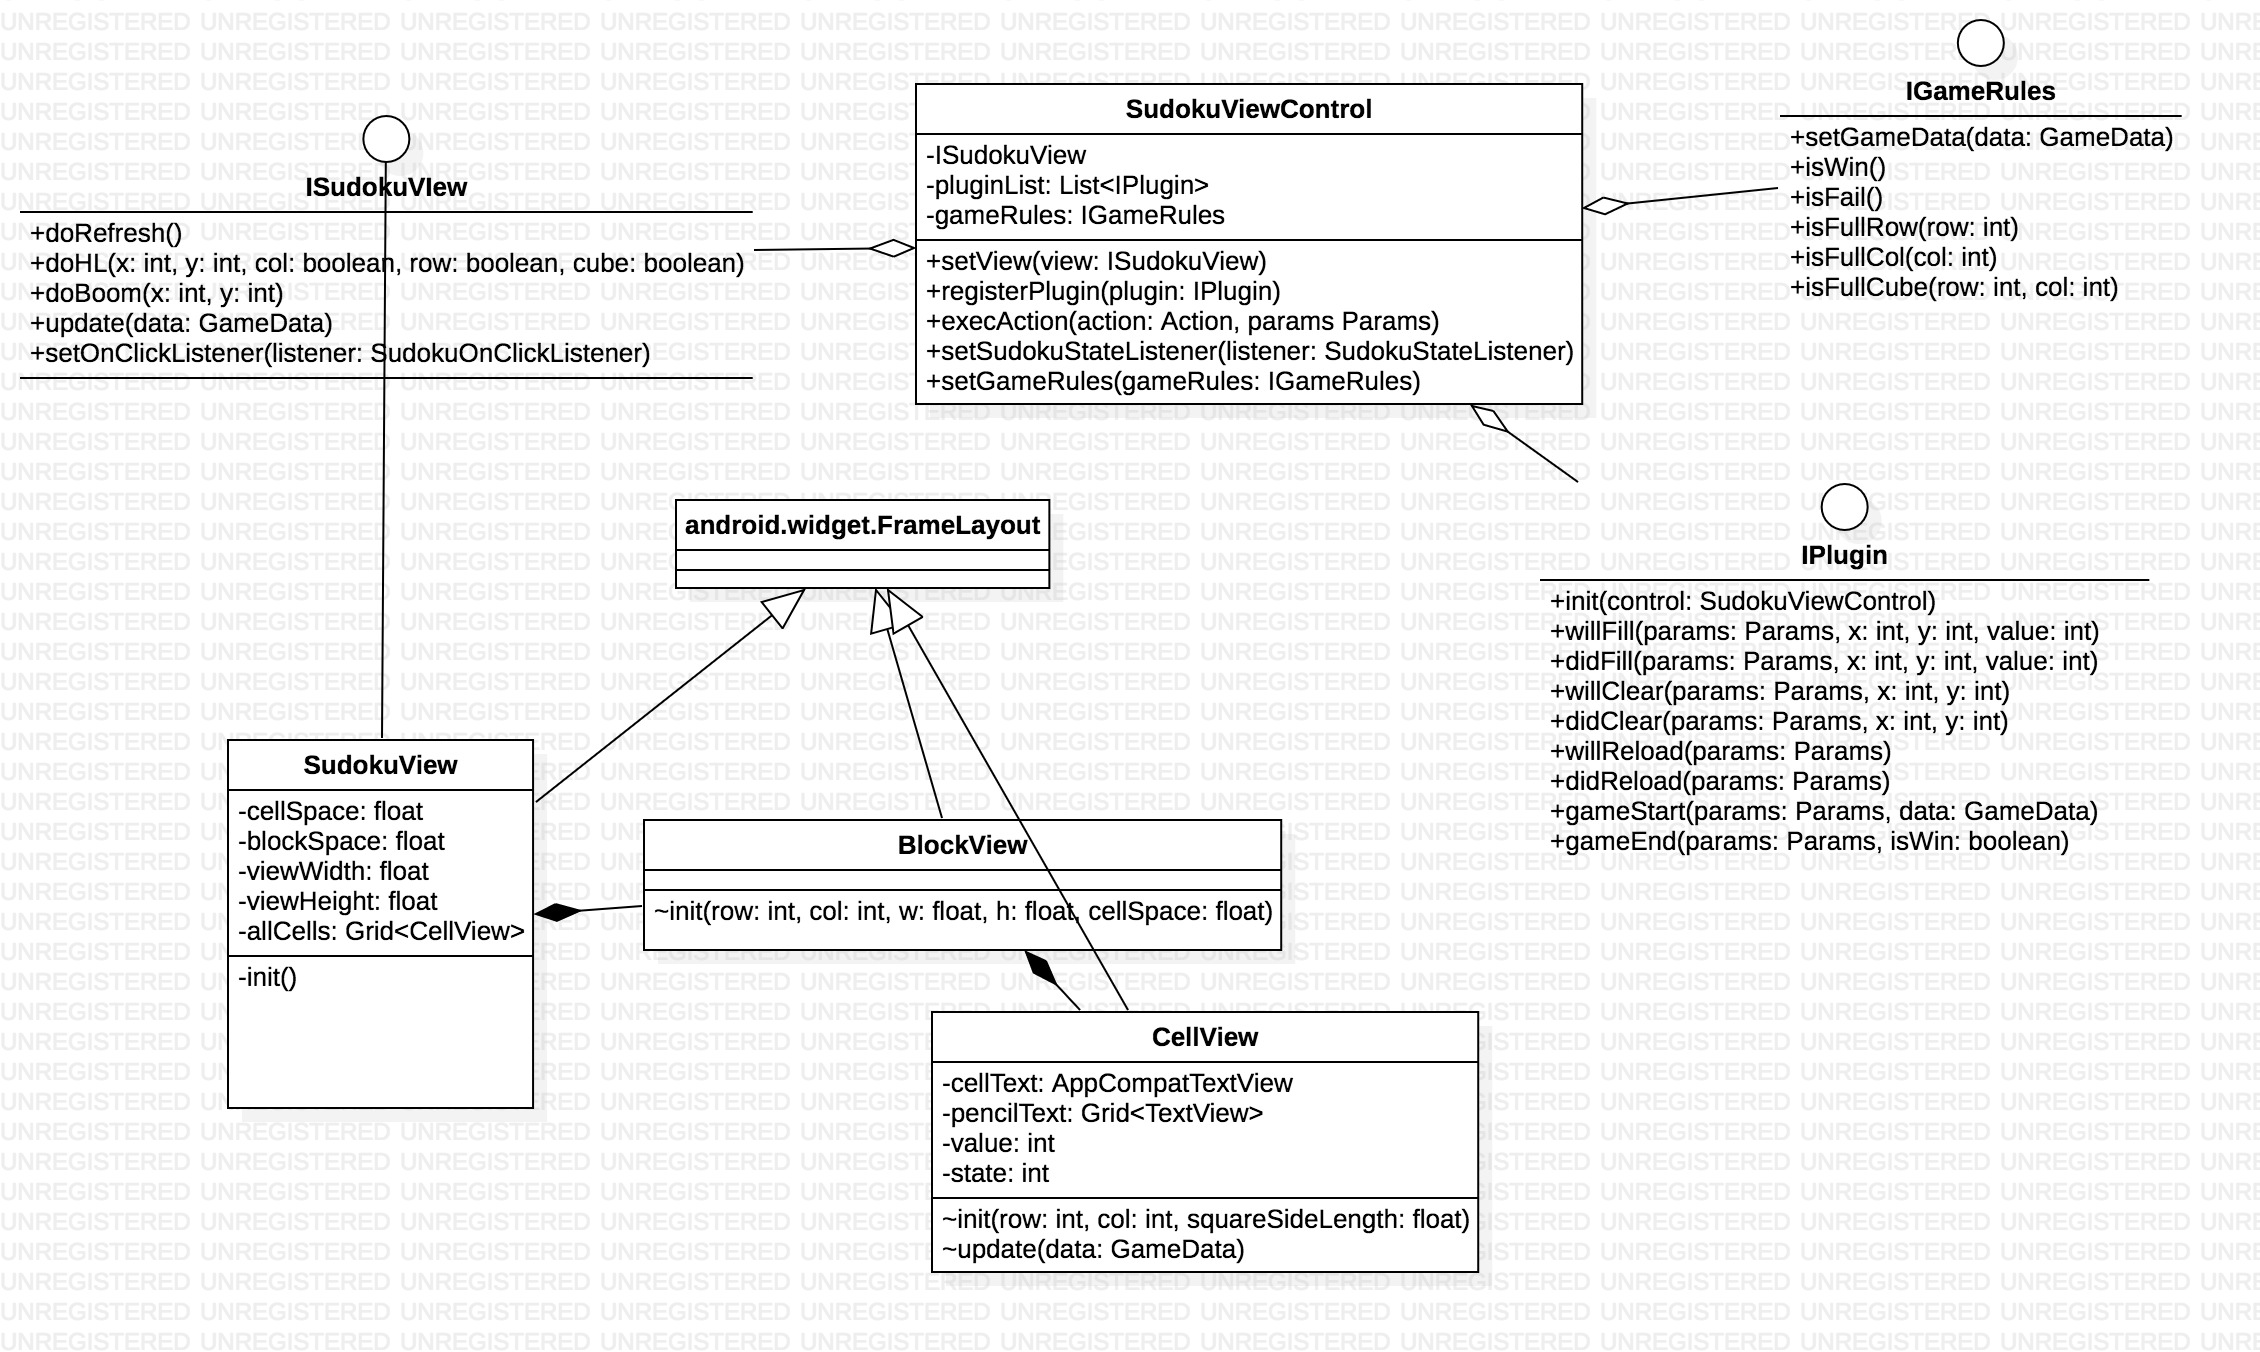 ISudokuVIew
+doRefresh()
+doHL(x: int, y: int, col: boolean, row: boolean, cube: boolean)
+doBoom(x: int, y: int)
+update(data: GameData)
+setOnClickListener(listener: SudokuOnClickListener)
SudokuViewControl
-ISudokuView
-pluginList: List<IPlugin>
-gameRules: IGameRules
+setView(view: ISudokuView)
+registerPlugin(plugin: IPlugin)
+execAction(action: Action, params Params)
+setSudokuStateListener(listener: SudokuStateListener)
+setGameRules(gameRules: IGameRules)
IGameRules
+setGameData(data: GameData)
+isWin()
+isFail()
+isFullRow(row: int)
+isFullCol(col: int)
+isFullCube(row: int, col: int)
android.widget.FrameLayout
IPlugin
+init(control: SudokuViewControl)
+willFill(params: Params, x: int, y: int, value: int)
+didFill(params: Params, x: int, y: int, value: int)
+willClear(params: Params, x: int, y: int)
+didClear(params: Params, x: int, y: int)
+willReload(params: Params)
+didReload(params: Params)
+gameStart(params: Params, data: GameData)
+gameEnd(params: Params, isWin: boolean)
SudokuView
-cellSpace: float
-blockSpace: float
-viewWidth: float
-viewHeight: float
-allCells: Grid<CellView>
-init()
BlockView
~init(row: int, col: int, w: float, h: float, cellSpace: float)
CellView
-cellText: AppCompatTextView
-pencilText: Grid<TextView>
-value: int
-state: int
~init(row: int, col: int, squareSideLength: float)
~update(data: GameData)
UNREGISTERED